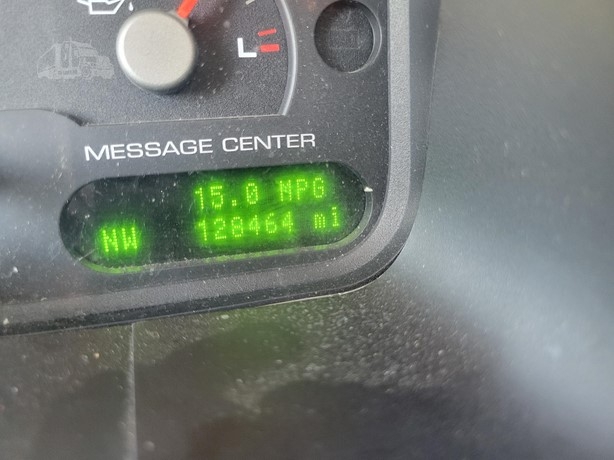 L
MESSAGE CENTER
15.0 MPG
NW 128464 mi